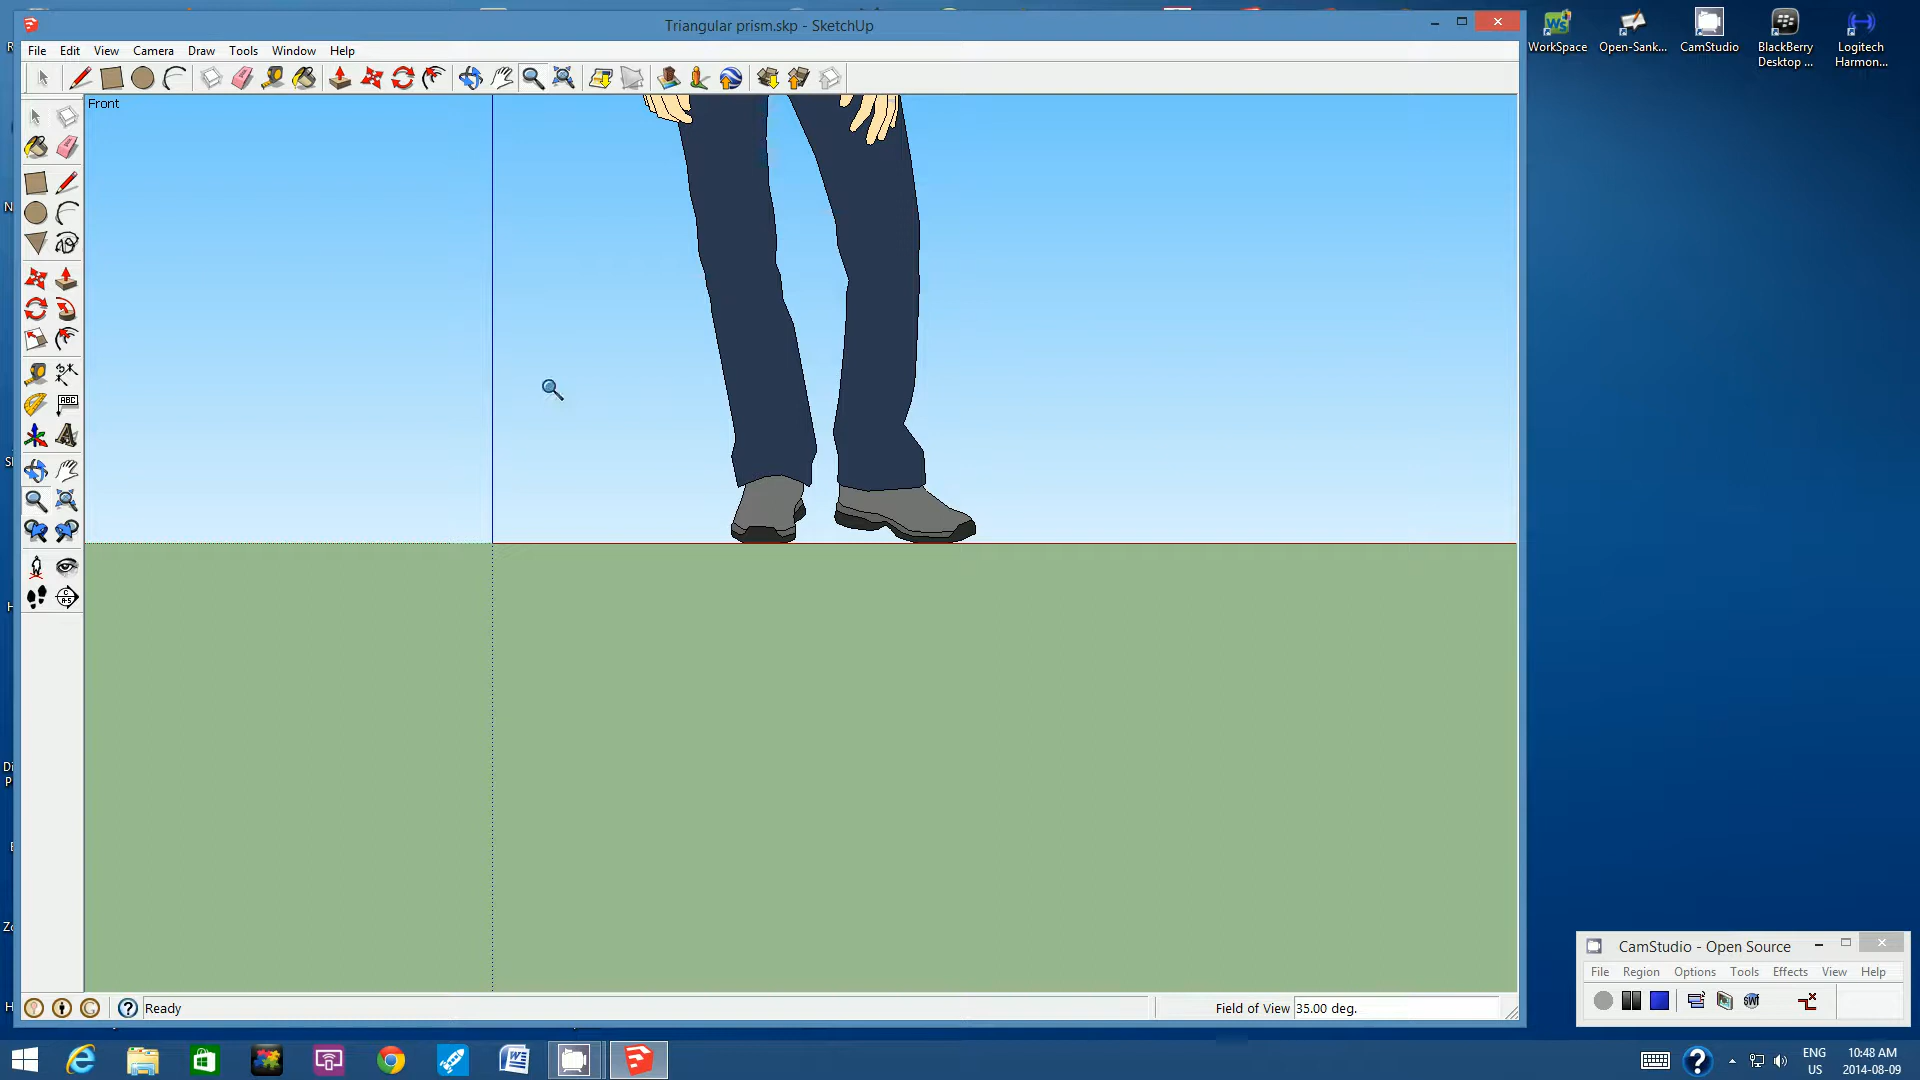 Triangular prism.skp - SketchUp
File Edit View Camera Draw Tools Window Help
Front
ABC
Ready
Field of View 35.00 deg.
WorkSpace
Open-Sank...
CamStudio
BlackBerry Desktop ...
Logitech Harmon...
CamStudio - Open Source
File Region Options Tools Effects View Help
ENG US
10:48 AM
2014-08-09